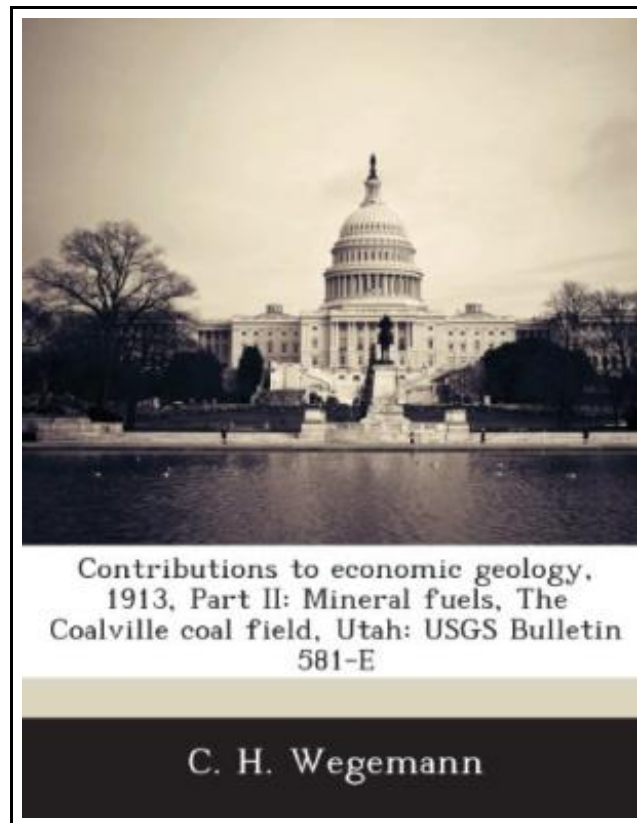 Contributions to economic geology,
1913, Part II: Mineral fuels, The
Coalville coal field, Utah: USGS Bulletin
581-E
C. H. Wegemann